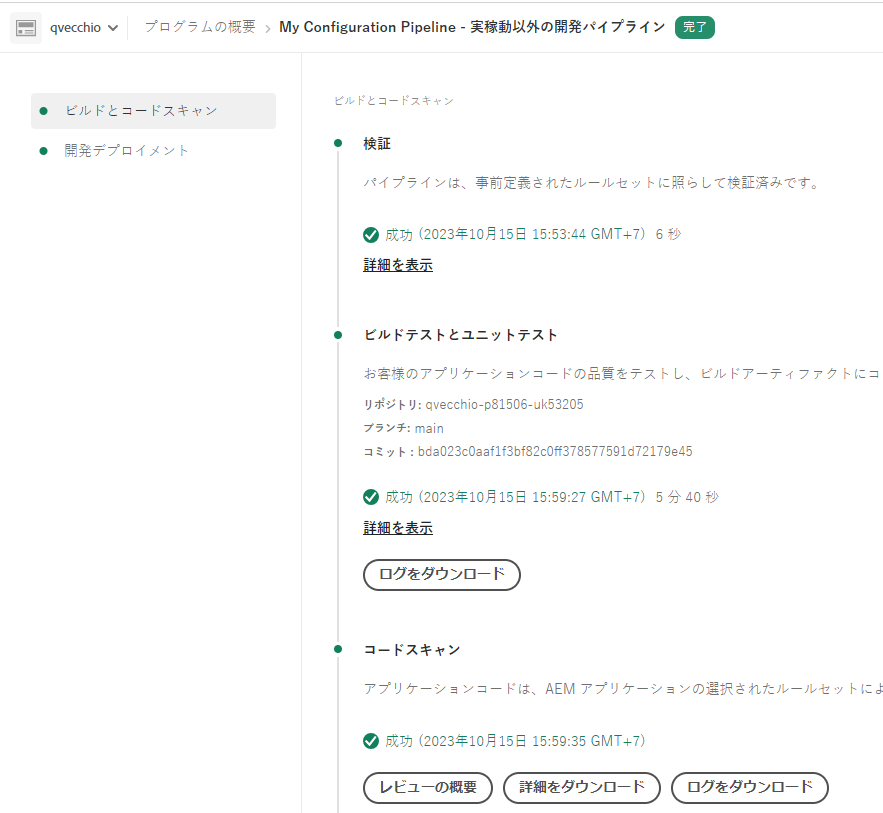 qvecchio プログラムの概要 > My Configuration Pipeline - 実稼動以外の開発パイプライン 完了
ビルドとコードスキャン
開発デプロイメント
ビルドとコードスキャン
検証
パイプラインは、事前定義されたルールセットに照らして検証済みです。
成功 (2023年10月15日 15:53:44 GMT+7) 6 秒
詳細を表示
ビルドテストとユニットテスト
お客様のアプリケーションコードの品質をテストし、ビルドアーティファクトにコ
リポジトリ: qvecchio-p81506-uk53205
ブランチ: main
コミット : bda023c0aaf1f3bf82c0ff378577591d72179e45
成功 (2023年10月15日 15:59:27 GMT+7) 5 分 40 秒
詳細を表示
ログをダウンロード
コードスキャン
アプリケーションコードは、AEM アプリケーションの選択されたルールセットによ
成功 (2023年10月15日 15:59:35 GMT+7)
レビューの概要 詳細をダウンロード ログをダウンロード